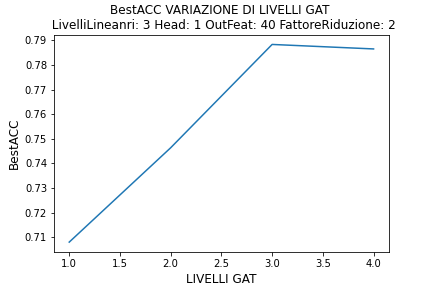 BestACC VARIAZIONE DI LIVELLI GAT
LivelliLineanri: 3 Head: 1 OutFeat: 40 FattoreRiduzione: 2
BestACC
0.79
0.78
0.77
0.76
0.75
0.74
0.73
0.72
0.71
1.0 1.5 2.0 2.5 3.0 3.5 4.0
LIVELLI GAT